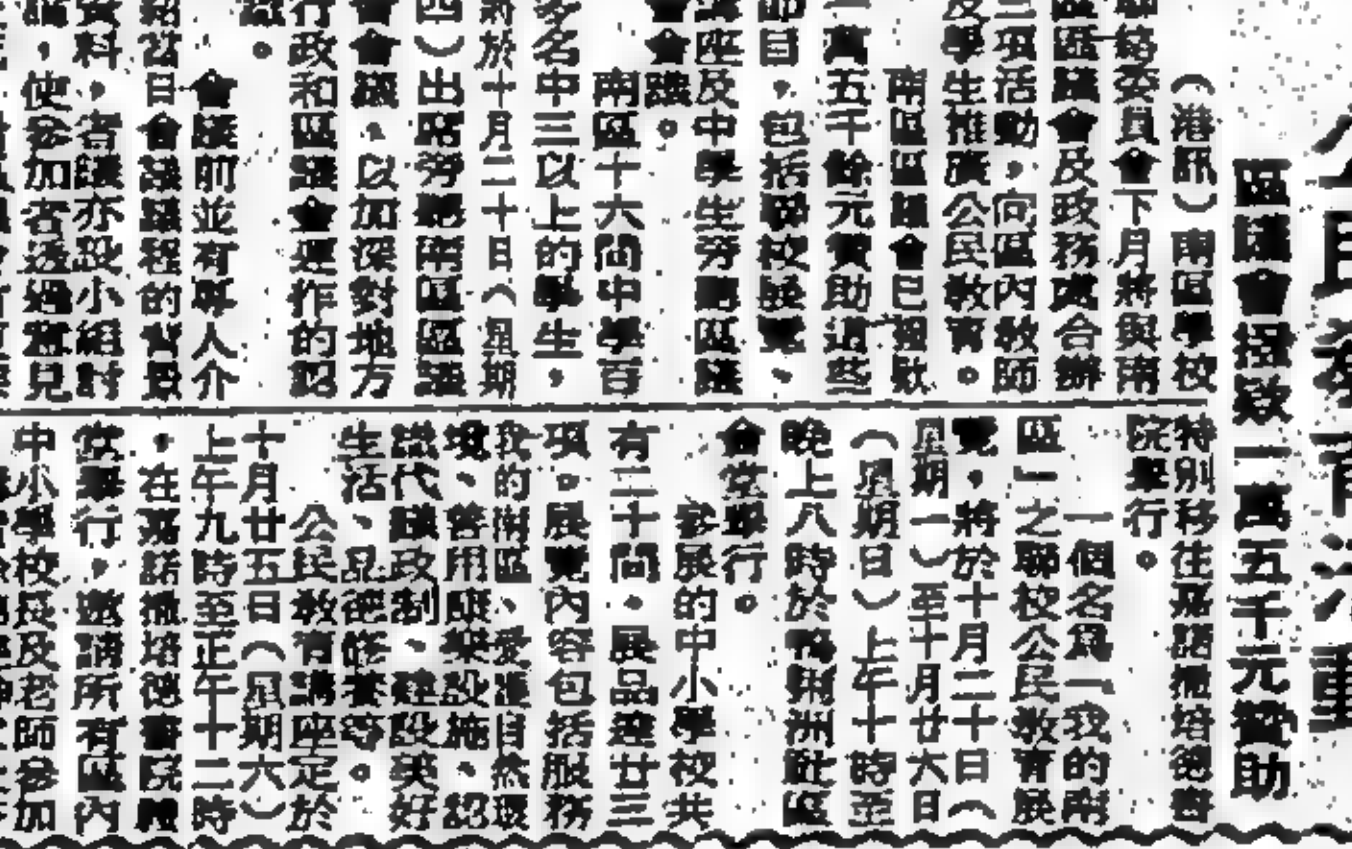 區議會撥款一萬五千元贊助
（港訊）南區學校
聯絡委員會下月將與南
區區議會及政務處合辦
三項活動，向區內教師
及學生推廣公民教育。
南區區議會已撥款
一萬五千餘元資助這些
節目，包括學校展覽、
講座及中學生旁聽區議
會會議。
南區十六間中學百
多名中三以上的學生，
將於十月二十日（星期
四）出席旁聽南區區議
會會議，以加深對地方
行政和區議會運作的認
識。
會議前並有專人介
紹當日會議議程的背景
資料，
使參加者透過
特別移往嘉諾撒培德書
院舉行。
一個名為「我的南
區」之聯校公民教育展
覽，將於十月二十日（
星期一）至十月廿六日
（星期日）上午十時至
晚上八時於鴨脷洲社區
會堂舉行。
參展的中小學校共
有二十間，展品達廿三
項。展覽內容包括服務
我的南區、愛護自然環
境、善用康樂設施、認
識代議政制、建設美好
生活、品德修養等。
公民教育講座定於
十月廿五日（星期六）
上午九時至正午十二時
，在嘉諾撒培德書院禮
堂舉行，邀請所有區內
中小學校長及老師參加